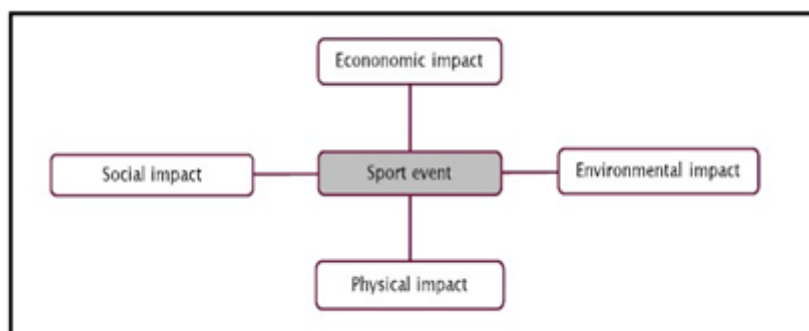 Econonomic impact
Social impact
Sport event
Environmental impact
Physical impact